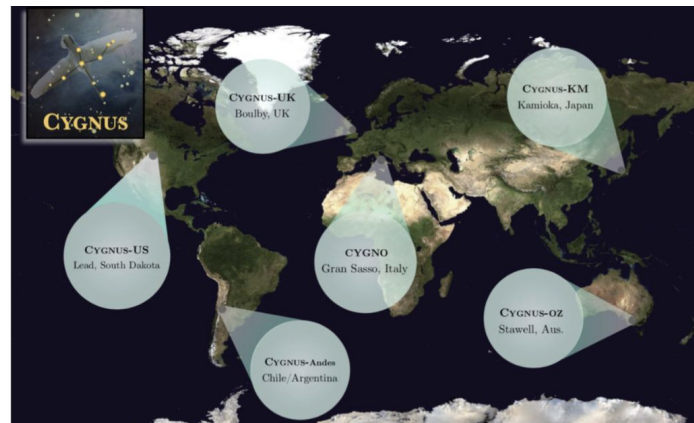 CYGNUS
CYGNUS-UK
Boulby, UK
CYGNUS-KM
Kamioka, Japan
CYGNUS-US
Lead, South Dakota
CYGNO
Gran Sasso, Italy
CYGNUS-OZ
Stawell, Aus.
CYGNUS-Andes
Chile/Argentina